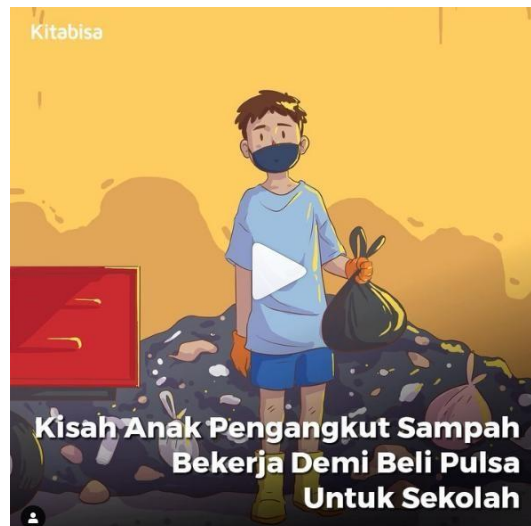 Kitabisa
Kisah Anak Pengangkut Sampah
Bekerja Demi Beli Pulsa
Untuk Sekolah